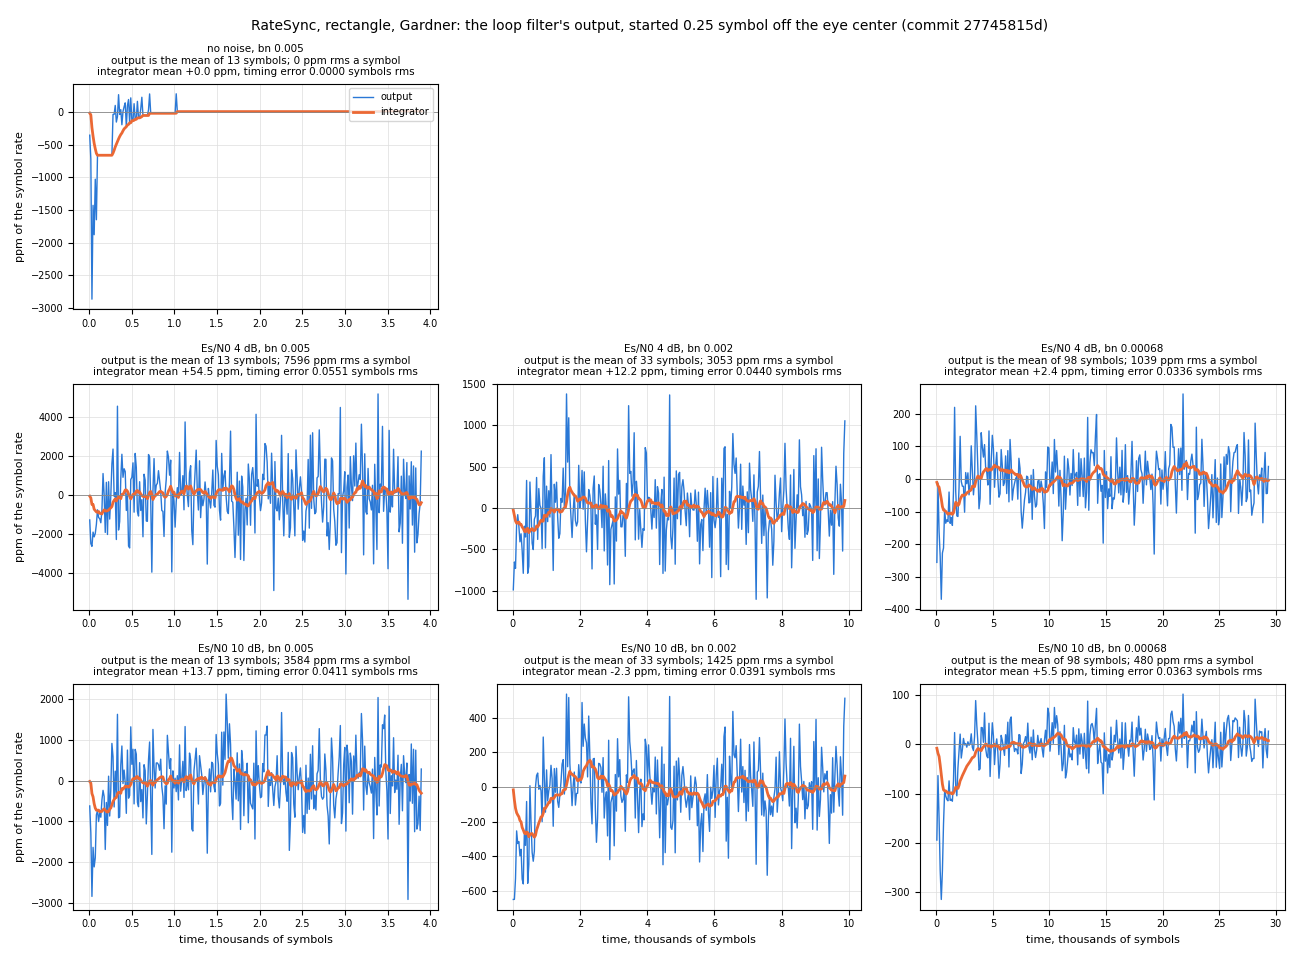 RateSync, rectangle, Gardner: the loop filter's output, started 0.25 symbol off the eye center (commit 27745815d)
no noise, bn 0.005
output is the mean of 13 symbols; 0 ppm rms a symbol
integrator mean +0.0 ppm, timing error 0.0000 symbols rms
output
integrator
ppm of the symbol rate
0
−500
−1000
−1500
−2000
−2500
−3000
0.0 0.5 1.0 1.5 2.0 2.5 3.0 3.5 4.0
Es/N0 4 dB, bn 0.005
output is the mean of 13 symbols; 7596 ppm rms a symbol
integrator mean +54.5 ppm, timing error 0.0551 symbols rms
ppm of the symbol rate
4000
2000
0
−2000
−4000
0.0 0.5 1.0 1.5 2.0 2.5 3.0 3.5 4.0
Es/N0 4 dB, bn 0.002
output is the mean of 33 symbols; 3053 ppm rms a symbol
integrator mean +12.2 ppm, timing error 0.0440 symbols rms
1500
1000
500
0
−500
−1000
0 2 4 6 8 10
Es/N0 4 dB, bn 0.00068
output is the mean of 98 symbols; 1039 ppm rms a symbol
integrator mean +2.4 ppm, timing error 0.0336 symbols rms
200
100
0
−100
−200
−300
−400
0 5 10 15 20 25 30
Es/N0 10 dB, bn 0.005
output is the mean of 13 symbols; 3584 ppm rms a symbol
integrator mean +13.7 ppm, timing error 0.0411 symbols rms
ppm of the symbol rate
2000
1000
0
−1000
−2000
−3000
0.0 0.5 1.0 1.5 2.0 2.5 3.0 3.5 4.0
time, thousands of symbols
Es/N0 10 dB, bn 0.002
output is the mean of 33 symbols; 1425 ppm rms a symbol
integrator mean -2.3 ppm, timing error 0.0391 symbols rms
400
200
0
−200
−400
−600
0 2 4 6 8 10
time, thousands of symbols
Es/N0 10 dB, bn 0.00068
output is the mean of 98 symbols; 480 ppm rms a symbol
integrator mean +5.5 ppm, timing error 0.0363 symbols rms
100
0
−100
−200
−300
0 5 10 15 20 25 30
time, thousands of symbols